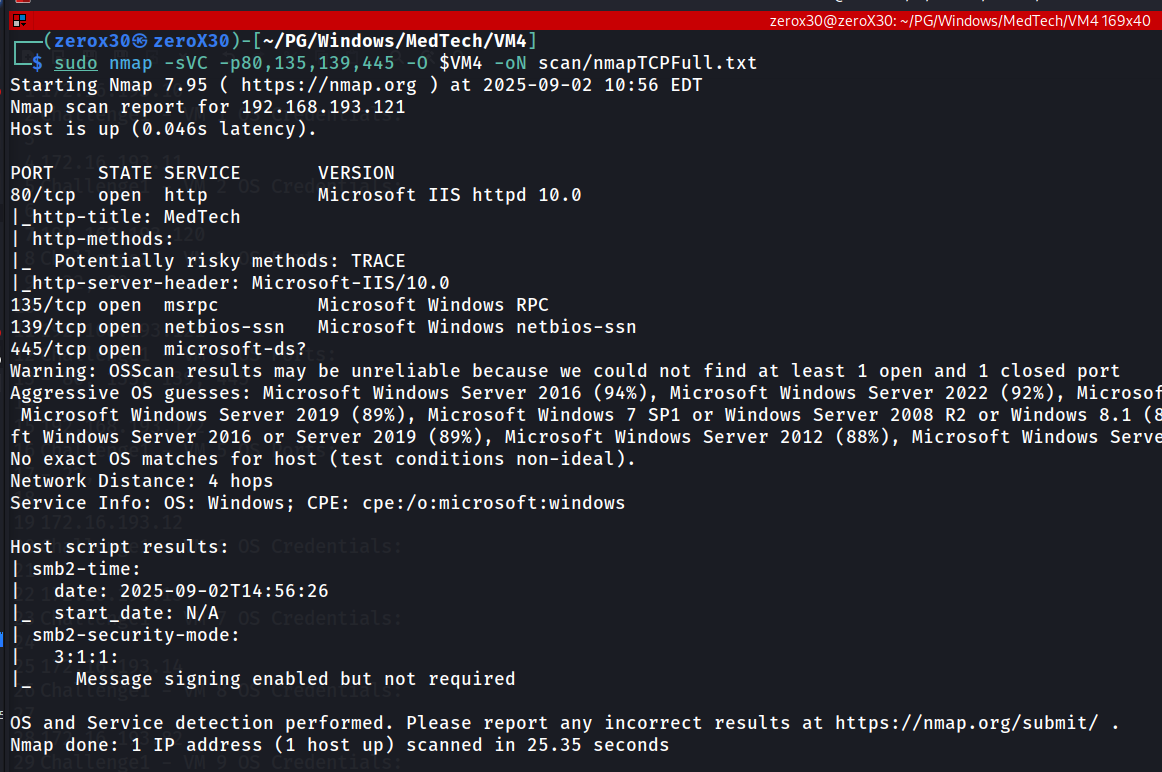 zerox30@zeroX30: ~/PG/Windows/MedTech/VM4 169x40
┌──(zerox30㉿zeroX30)-[~/PG/Windows/MedTech/VM4]
└─$ sudo nmap -sVC -p80,135,139,445 -O $VM4 -oN scan/nmapTCPFull.txt
Starting Nmap 7.95 ( https://nmap.org ) at 2025-09-02 10:56 EDT
Nmap scan report for 192.168.193.121
Host is up (0.046s latency).
PORT    STATE SERVICE       VERSION
80/tcp  open  http          Microsoft IIS httpd 10.0
|_http-title: MedTech
| http-methods:
|_  Potentially risky methods: TRACE
|_http-server-header: Microsoft-IIS/10.0
135/tcp open  msrpc         Microsoft Windows RPC
139/tcp open  netbios-ssn   Microsoft Windows netbios-ssn
445/tcp open  microsoft-ds?
Warning: OSScan results may be unreliable because we could not find at least 1 open and 1 closed port
Aggressive OS guesses: Microsoft Windows Server 2016 (94%), Microsoft Windows Server 2022 (92%), Microsof
Microsoft Windows Server 2019 (89%), Microsoft Windows 7 SP1 or Windows Server 2008 R2 or Windows 8.1 (8
ft Windows Server 2016 or Server 2019 (89%), Microsoft Windows Server 2012 (88%), Microsoft Windows Serve
No exact OS matches for host (test conditions non-ideal).
Network Distance: 4 hops
Service Info: OS: Windows; CPE: cpe:/o:microsoft:windows
Host script results:
| smb2-time:
|   date: 2025-09-02T14:56:26
|_  start_date: N/A
| smb2-security-mode:
|   3:1:1:
|_    Message signing enabled but not required
OS and Service detection performed. Please report any incorrect results at https://nmap.org/submit/ .
Nmap done: 1 IP address (1 host up) scanned in 25.35 seconds